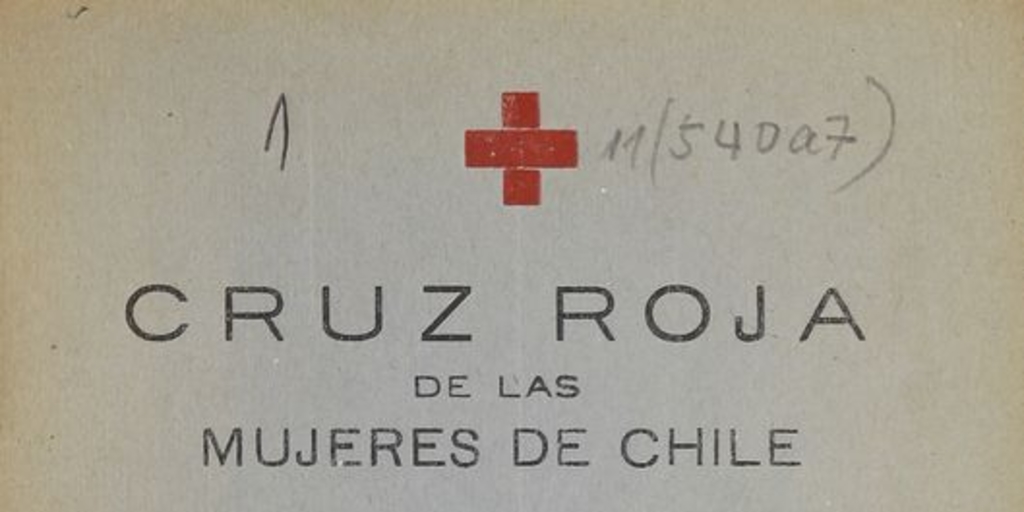 1 11(540a7)
CRUZ ROJA
DE LAS
MUJERES DE CHILE